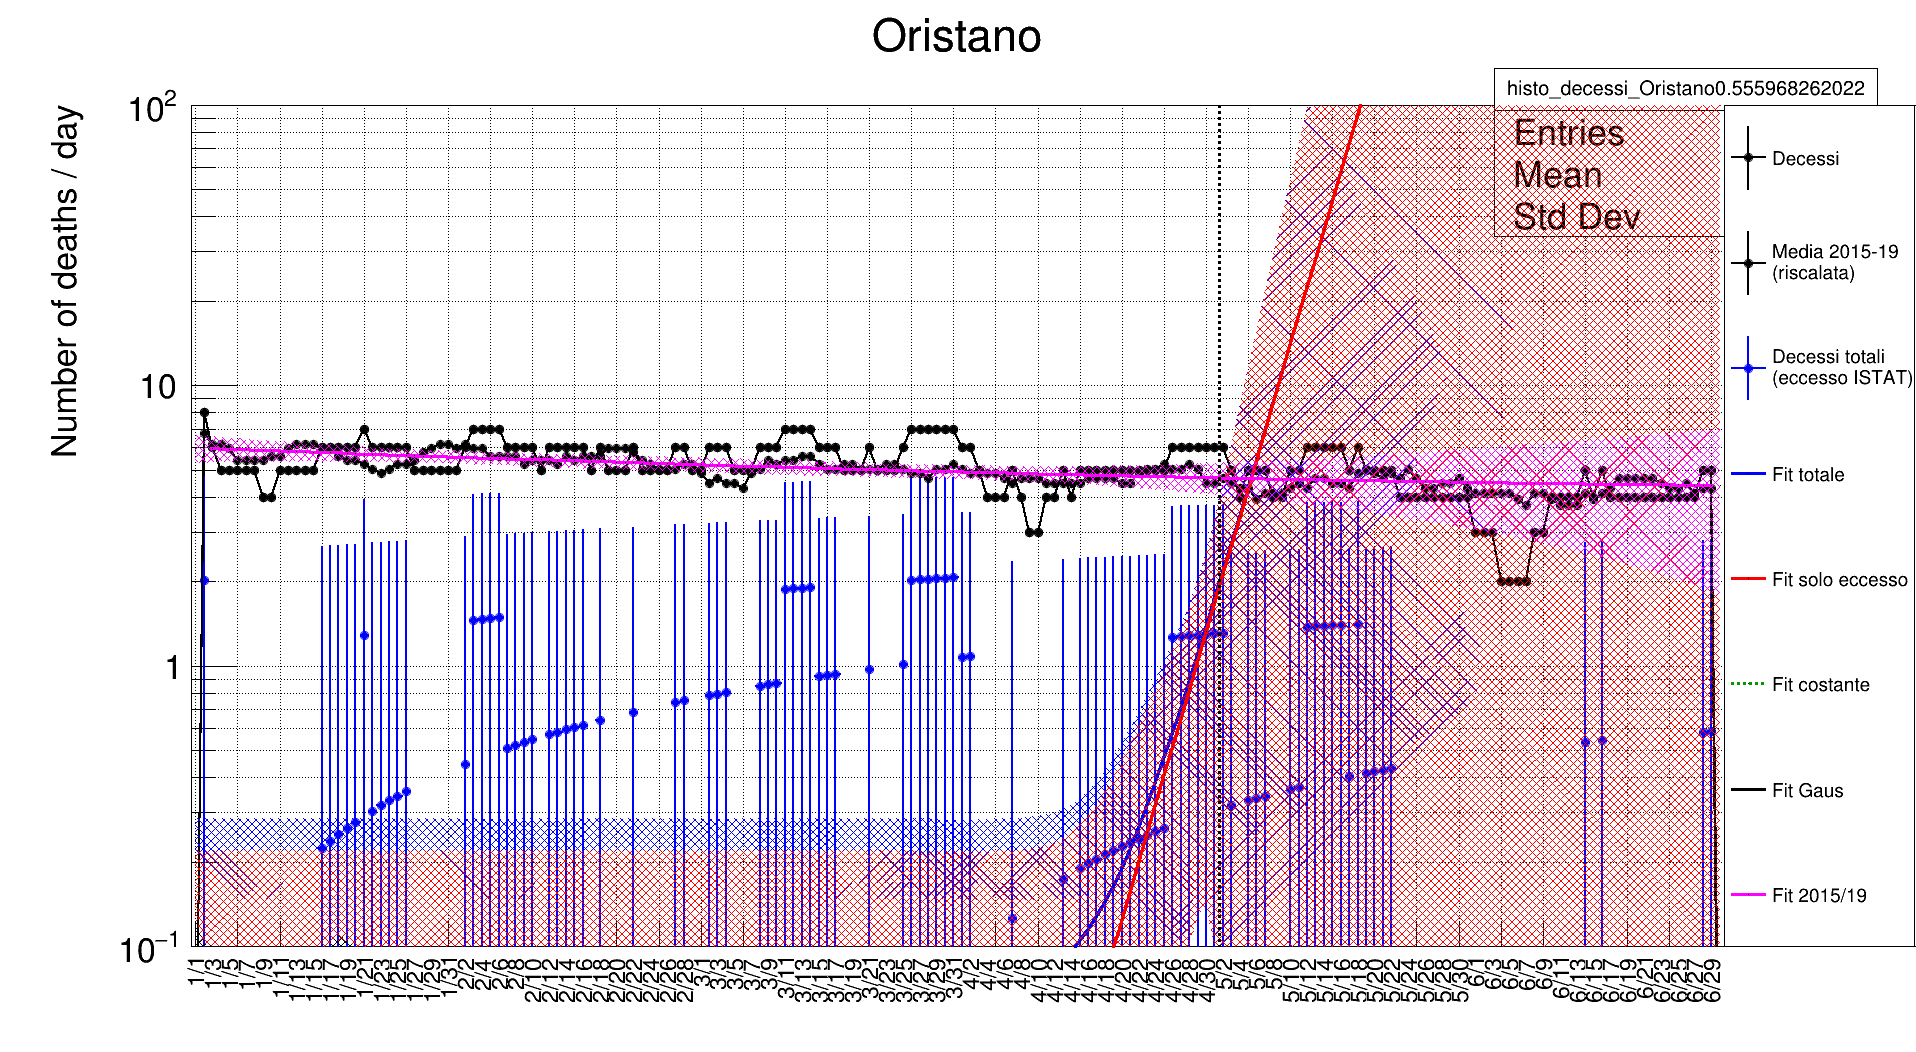 Oristano
histo_decessi_Oristano0.555968262022
Entries
Mean
Std Dev
Number of deaths / day
10²
10
1
10⁻¹
1/1 1/3 1/5 1/7 1/9 1/11 1/13 1/15 1/17 1/19 1/21 1/23 1/25 1/27 1/29 1/31 2/2 2/4 2/6 2/8 2/10 2/12 2/14 2/16 2/18 2/20 2/22 2/24 2/26 2/28 3/1 3/3 3/5 3/7 3/9 3/11 3/13 3/15 3/17 3/19 3/21 3/23 3/25 3/27 3/29 3/31 4/2 4/4 4/6 4/8 4/10 4/12 4/14 4/16 4/18 4/20 4/22 4/24 4/26 4/28 4/30 5/2 5/4 5/6 5/8 5/10 5/12 5/14 5/16 5/18 5/20 5/22 5/24 5/26 5/28 5/30 6/1 6/3 6/5 6/7 6/9 6/11 6/13 6/15 6/17 6/19 6/21 6/23 6/25 6/27 6/29
Decessi
Media 2015-19
(riscalata)
Decessi totali
(eccesso ISTAT)
Fit totale
Fit solo eccesso
Fit costante
Fit Gaus
Fit 2015/19